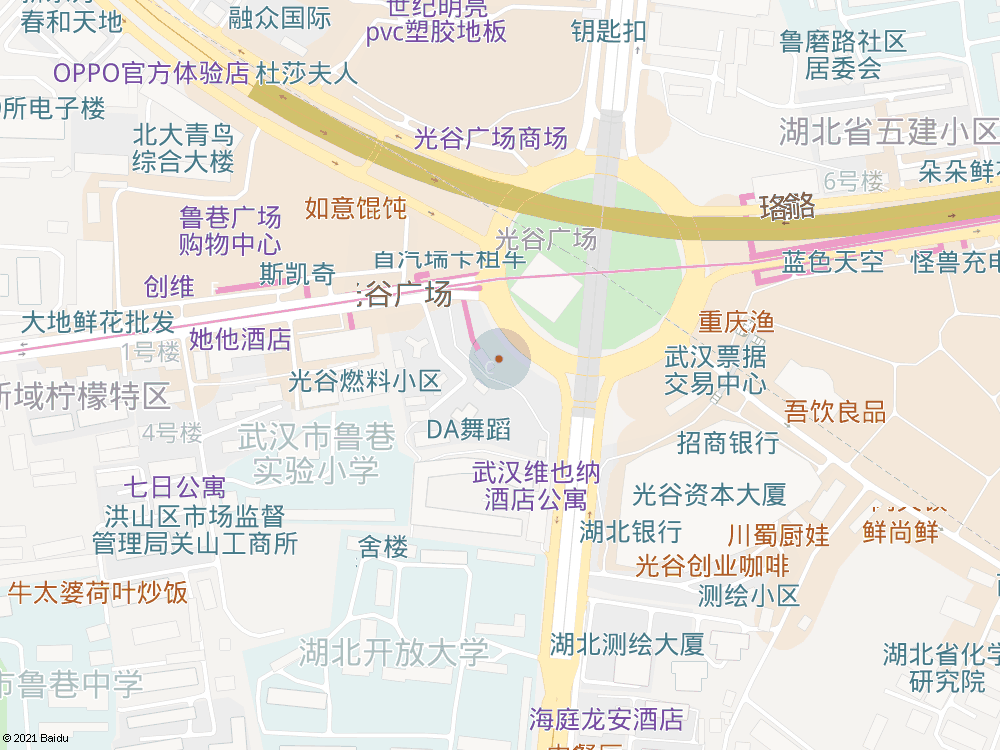 春和天地
融众国际
世纪明亮
pvc塑胶地板
钥匙扣
鲁磨路社区
居委会
OPPO官方体验店
杜莎夫人
所电子楼
北大青鸟
综合大楼
光谷广场商场
湖北省五建小区
朵朵鲜
6号楼
鲁巷广场
购物中心
如意馄饨
光谷广场
珞
蓝色天空
怪兽充电
斯凯奇
创维
谷广场
大地鲜花批发
1号楼
她他酒店
重庆渔
武汉票据
交易中心
光谷燃料小区
新域柠檬特区
吾饮良品
4号楼
武汉市鲁巷
实验小学
DA舞蹈
招商银行
七日公寓
武汉维也纳
酒店公寓
光谷资本大厦
洪山区市场监督
管理局关山工商所
舍楼
湖北银行
川蜀厨娃
鲜尚鲜
光谷创业咖啡
测绘小区
牛太婆荷叶炒饭
湖北开放大学
湖北测绘大厦
湖北省化学
研究院
市鲁巷中学
海庭龙安酒店
© 2021 Baidu